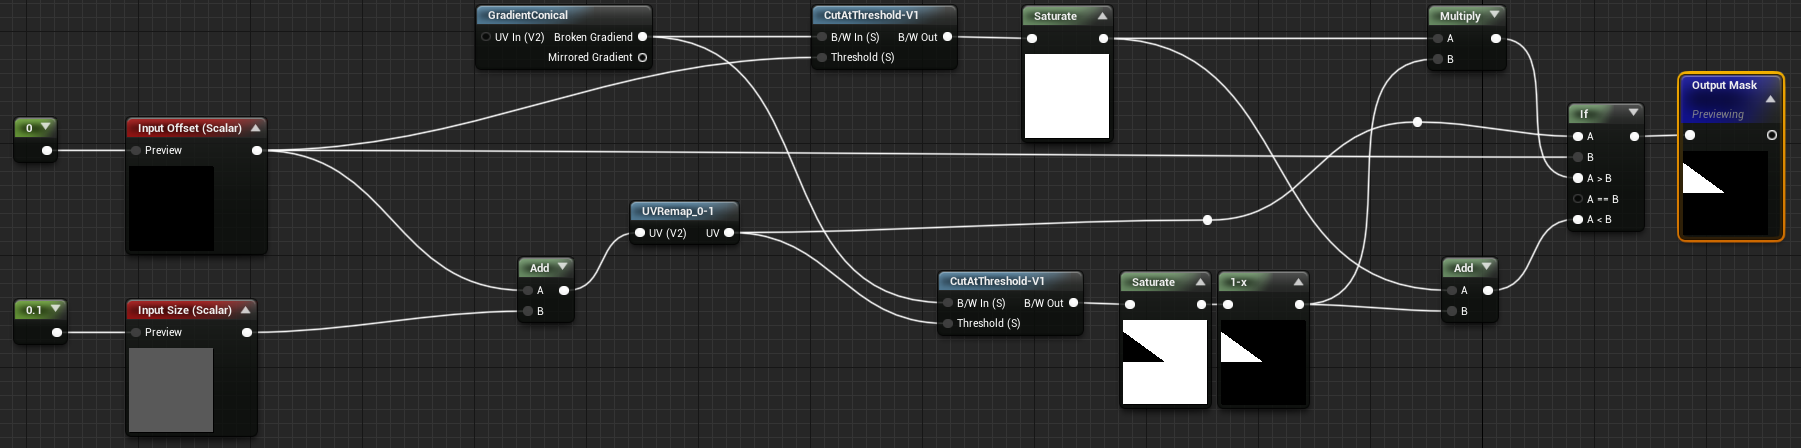 0
Input Offset (Scalar)
Preview
0.1
Input Size (Scalar)
Preview
GradientConical
UV In (V2) Broken Gradiend
Mirrored Gradient
Add
A
B
UVRemap_0-1
UV (V2) UV
CutAtThreshold-V1
B/W In (S) B/W Out
Threshold (S)
Saturate
CutAtThreshold-V1
B/W In (S) B/W Out
Threshold (S)
Saturate
1-x
Multiply
A
B
Add
A
B
If
A
B
A > B
A == B
A < B
Output Mask
Previewing